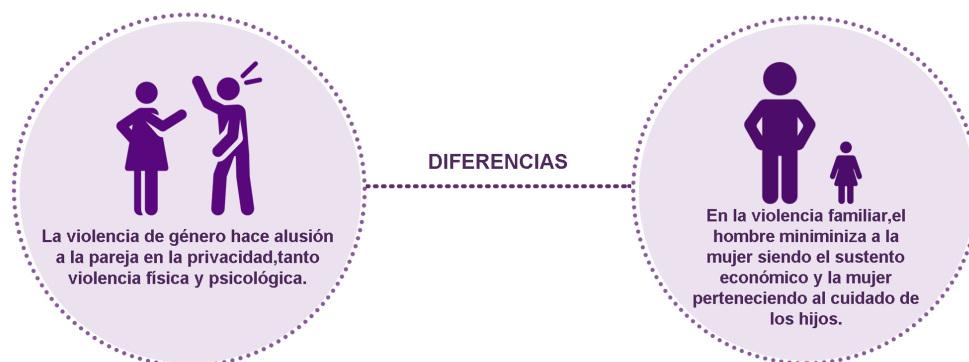 DIFERENCIAS
La violencia de género hace alusión
a la pareja en la privacidad,tanto
violencia física y psicológica.
En la violencia familiar,el
hombre miniminiza a la
mujer siendo el sustento
económico y la mujer
perteneciendo al cuidado de
los hijos.